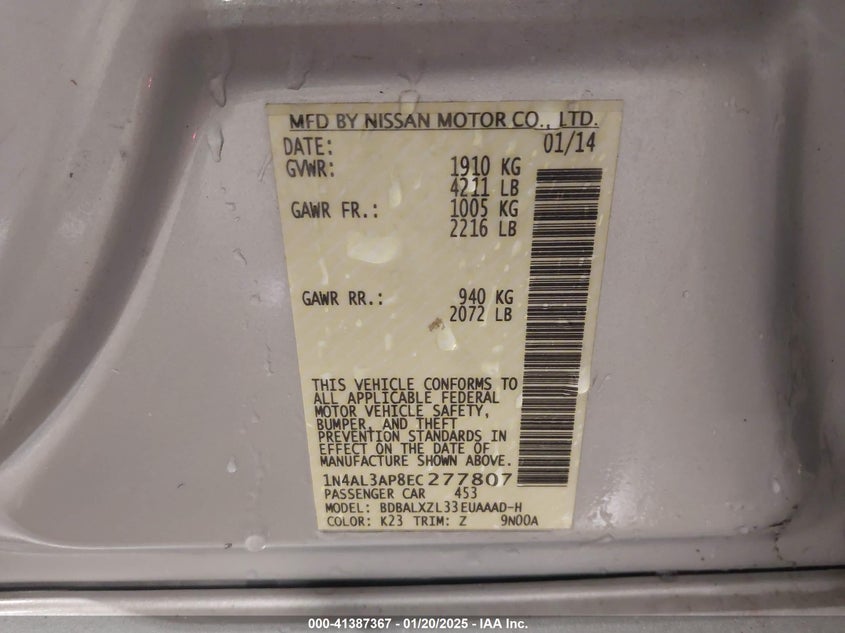 MFD BY NISSAN MOTOR CO., LTD.
DATE: 01/14
GVWR: 1910 KG
4211 LB
GAWR FR.: 1005 KG
2216 LB
GAWR RR.: 940 KG
2072 LB
THIS VEHICLE CONFORMS TO
ALL APPLICABLE FEDERAL
MOTOR VEHICLE SAFETY,
BUMPER, AND THEFT
PREVENTION STANDARDS IN
EFFECT ON THE DATE OF
MANUFACTURE SHOWN ABOVE.
1N4AL3AP8EC277807
PASSENGER CAR 453
MODEL: BDBALXZL33EUAAAD-H
COLOR: K23 TRIM: Z 9N00A
000-41387367 - 01/20/2025 - IAA Inc.